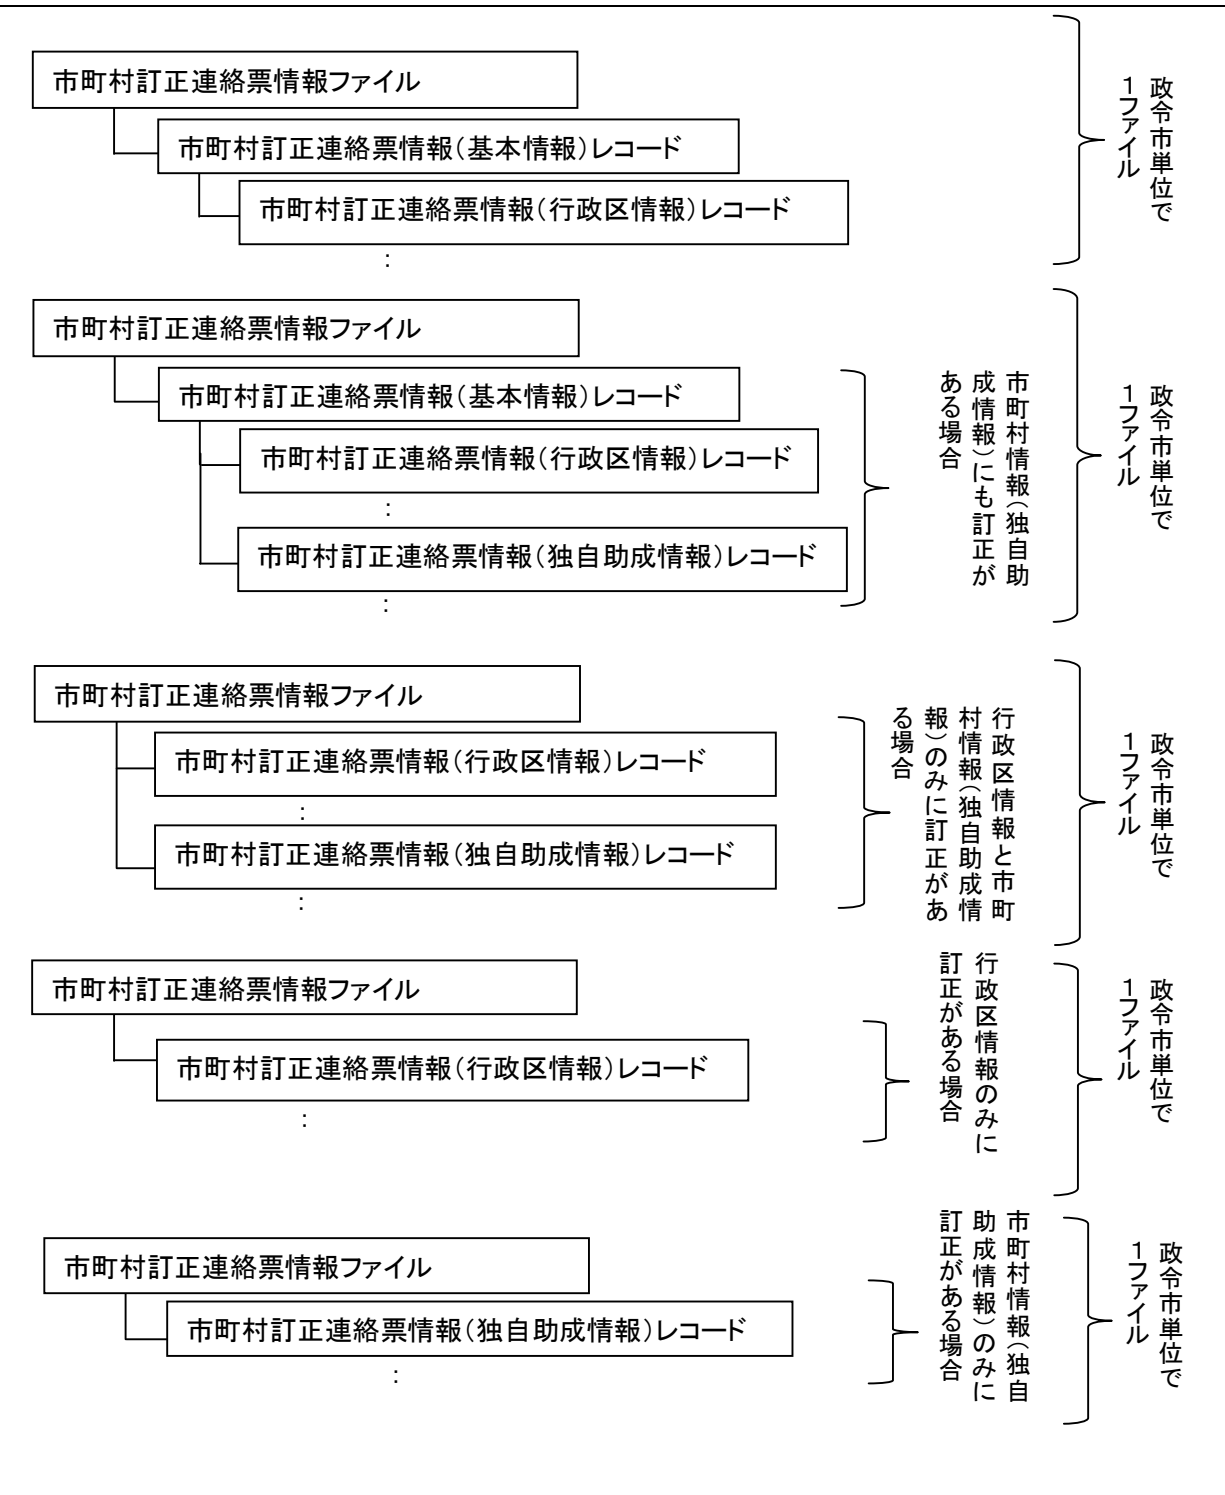 市町村訂正連絡票情報ファイル
市町村訂正連絡票情報（基本情報）レコード
市町村訂正連絡票情報（行政区情報）レコード
：
政令市単位で
１ファイル
市町村訂正連絡票情報ファイル
市町村訂正連絡票情報（基本情報）レコード
市町村訂正連絡票情報（行政区情報）レコード
：
市町村訂正連絡票情報（独自助成情報）レコード
：
市町村情報（独自助
成情報）にも訂正が
ある場合
政令市単位で
１ファイル
市町村訂正連絡票情報ファイル
市町村訂正連絡票情報（行政区情報）レコード
：
市町村訂正連絡票情報（独自助成情報）レコード
：
行政区情報と市町
村情報（独自助成情
報）のみに訂正があ
る場合
政令市単位で
１ファイル
市町村訂正連絡票情報ファイル
市町村訂正連絡票情報（行政区情報）レコード
：
行政区情報のみに
訂正がある場合
政令市単位で
１ファイル
市町村訂正連絡票情報ファイル
市町村訂正連絡票情報（独自助成情報）レコード
：
市町村情報（独自
助成情報）のみに
訂正がある場合
政令市単位で
１ファイル